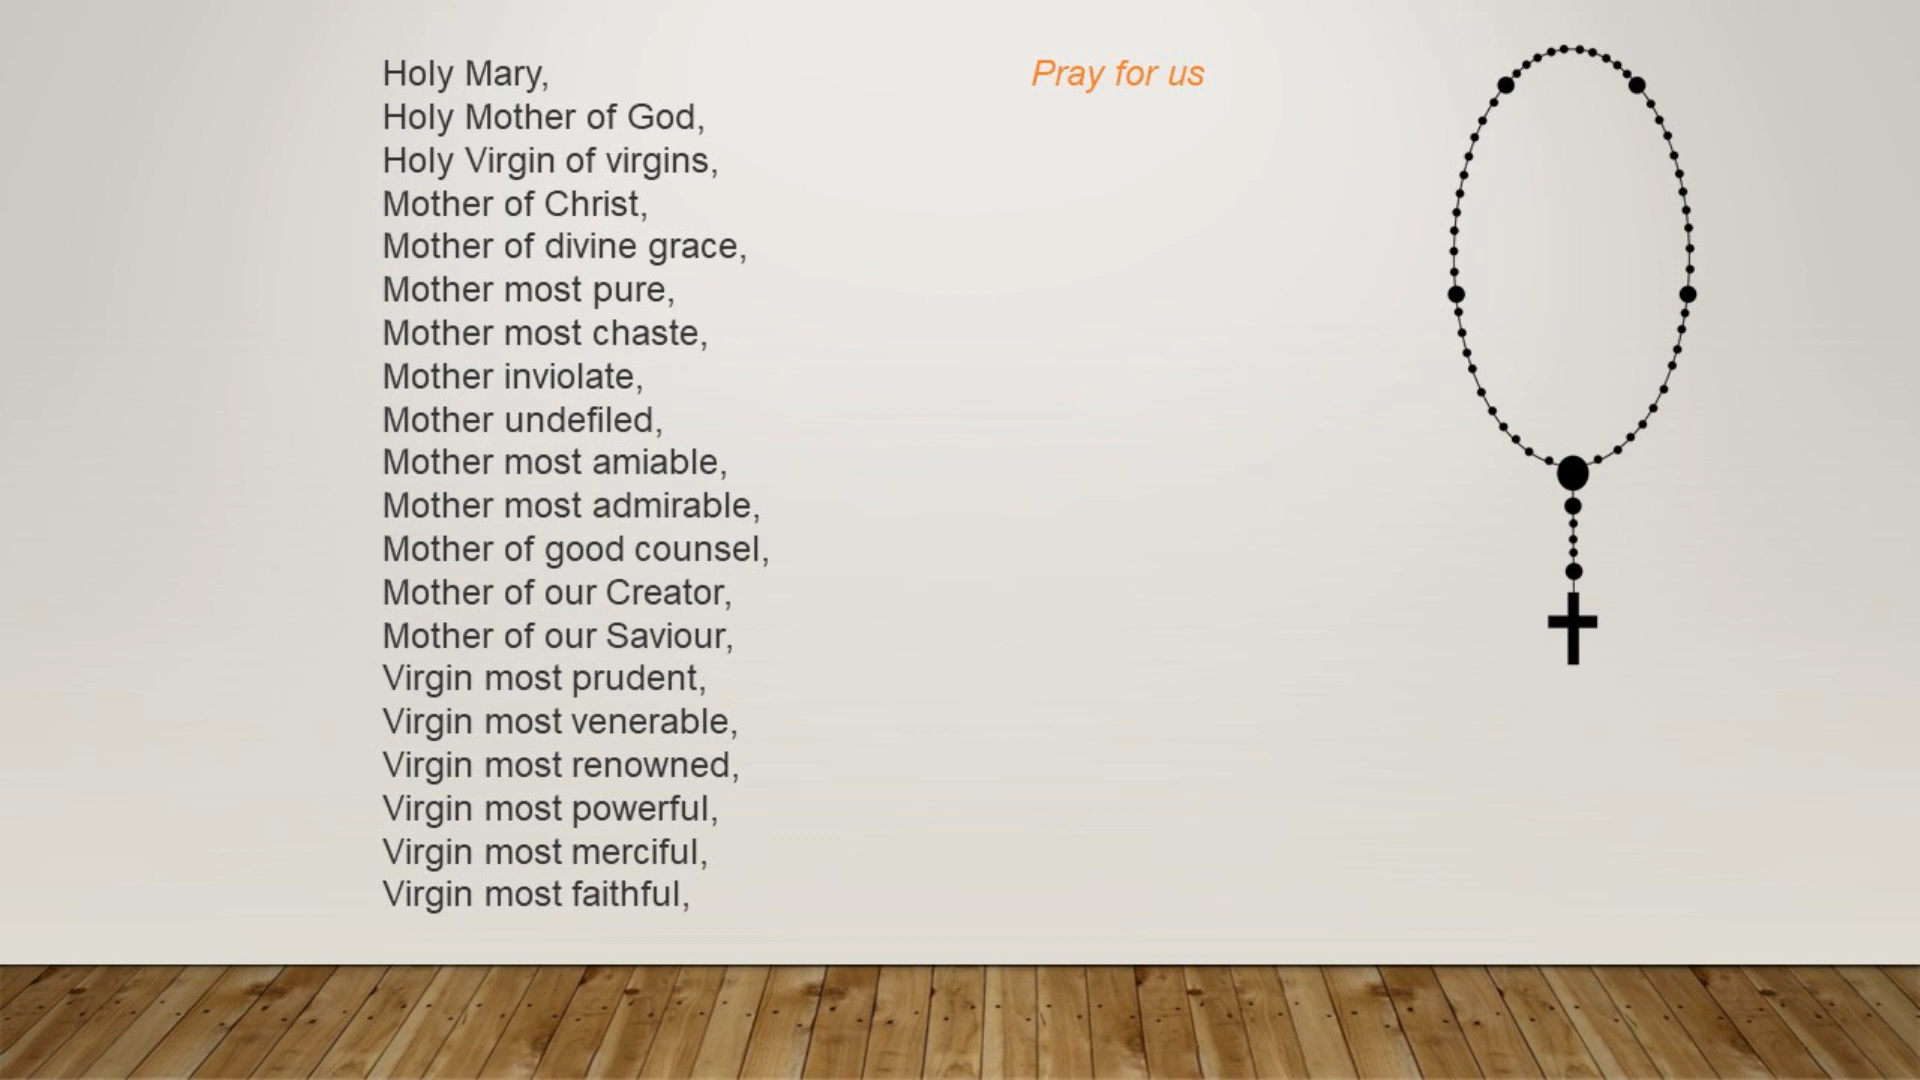 Holy Mary, Pray for us
Holy Mother of God,
Holy Virgin of virgins,
Mother of Christ,
Mother of divine grace,
Mother most pure,
Mother most chaste,
Mother inviolate,
Mother undefiled,
Mother most amiable,
Mother most admirable,
Mother of good counsel,
Mother of our Creator,
Mother of our Saviour,
Virgin most prudent,
Virgin most venerable,
Virgin most renowned,
Virgin most powerful,
Virgin most merciful,
Virgin most faithful,